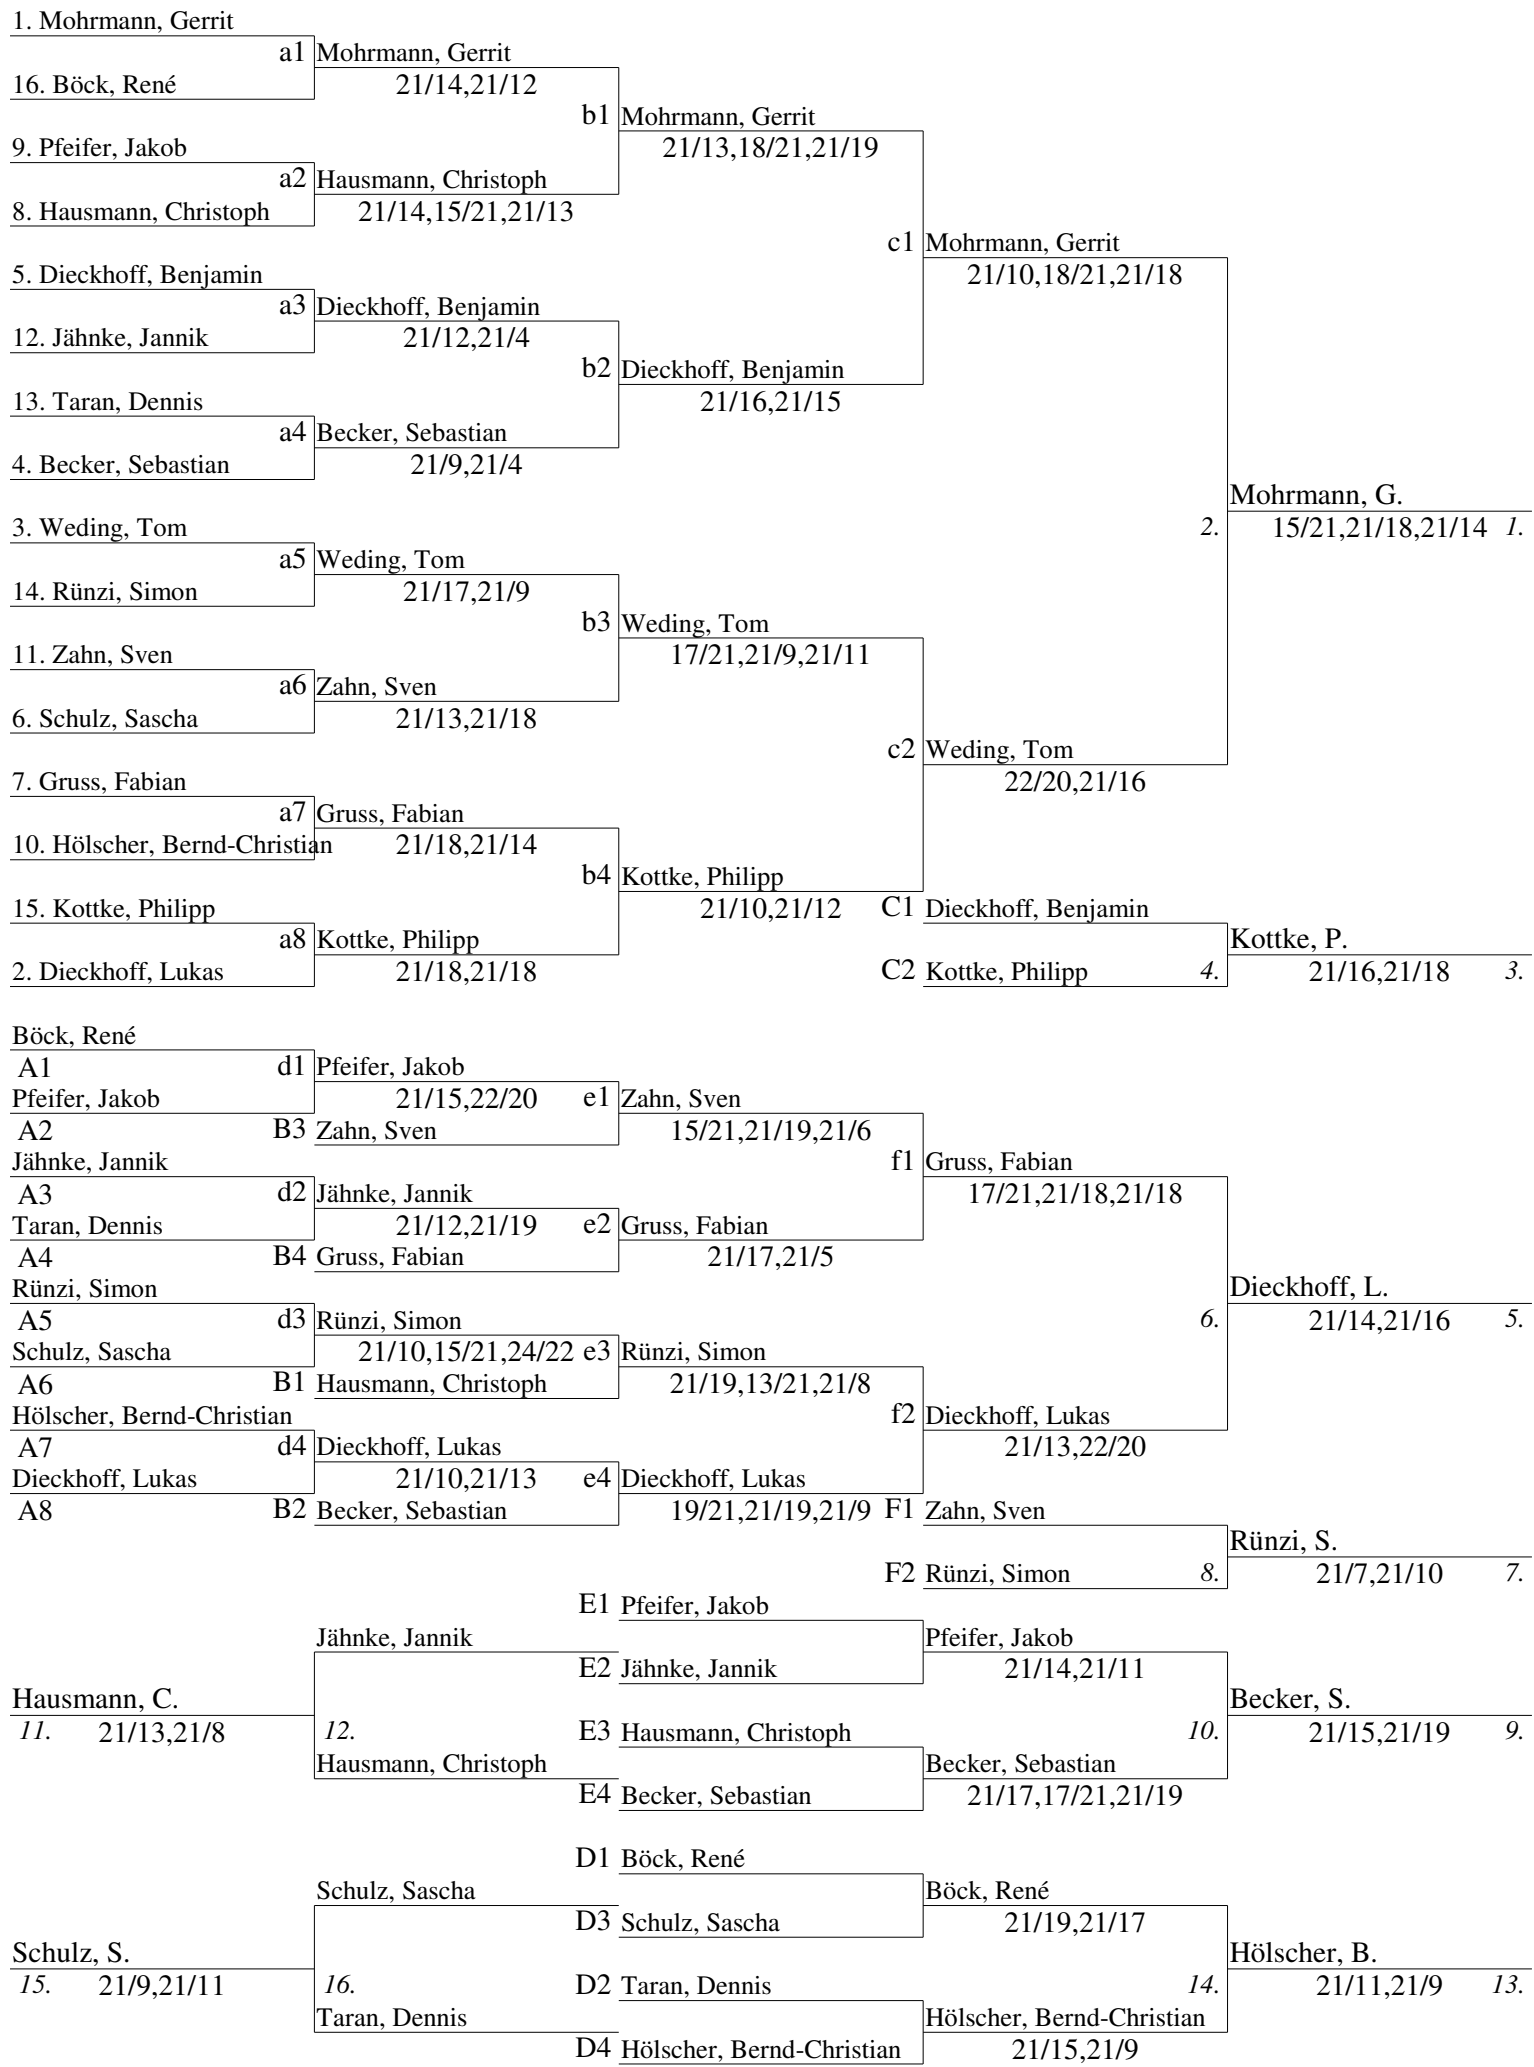 1. Mohrmann, Gerrit
a1 Mohrmann, Gerrit
16. Böck, René
21/14,21/12
b1 Mohrmann, Gerrit
9. Pfeifer, Jakob
21/13,18/21,21/19
a2 Hausmann, Christoph
8. Hausmann, Christoph
21/14,15/21,21/13
c1 Mohrmann, Gerrit
5. Dieckhoff, Benjamin
21/10,18/21,21/18
a3 Dieckhoff, Benjamin
12. Jähnke, Jannik
21/12,21/4
b2 Dieckhoff, Benjamin
13. Taran, Dennis
21/16,21/15
a4 Becker, Sebastian
4. Becker, Sebastian
21/9,21/4
Mohrmann, G.
3. Weding, Tom
2. 15/21,21/18,21/14 1.
a5 Weding, Tom
14. Rünzi, Simon
21/17,21/9
b3 Weding, Tom
11. Zahn, Sven
17/21,21/9,21/11
a6 Zahn, Sven
6. Schulz, Sascha
21/13,21/18
c2 Weding, Tom
7. Gruss, Fabian
22/20,21/16
a7 Gruss, Fabian
10. Hölscher, Bernd-Christian
21/18,21/14
b4 Kottke, Philipp
15. Kottke, Philipp
21/10,21/12
C1 Dieckhoff, Benjamin
a8 Kottke, Philipp
Kottke, P.
2. Dieckhoff, Lukas
21/18,21/18
C2 Kottke, Philipp 4.
21/16,21/18 3.
Böck, René
A1
d1 Pfeifer, Jakob
Pfeifer, Jakob
21/15,22/20
e1 Zahn, Sven
A2
B3 Zahn, Sven
15/21,21/19,21/6
Jähnke, Jannik
f1 Gruss, Fabian
A3
d2 Jähnke, Jannik
17/21,21/18,21/18
Taran, Dennis
21/12,21/19
e2 Gruss, Fabian
A4
B4 Gruss, Fabian
21/17,21/5
Rünzi, Simon
Dieckhoff, L.
A5
d3 Rünzi, Simon
6. 21/14,21/16 5.
Schulz, Sascha
21/10,15/21,24/22
e3 Rünzi, Simon
A6
B1 Hausmann, Christoph
21/19,13/21,21/8
Hölscher, Bernd-Christian
f2 Dieckhoff, Lukas
A7
d4 Dieckhoff, Lukas
21/13,22/20
Dieckhoff, Lukas
21/10,21/13
e4 Dieckhoff, Lukas
A8
B2 Becker, Sebastian
19/21,21/19,21/9
F1 Zahn, Sven
Rünzi, S.
F2 Rünzi, Simon 8.
21/7,21/10 7.
E1 Pfeifer, Jakob
Jähnke, Jannik
Pfeifer, Jakob
E2 Jähnke, Jannik
21/14,21/11
Hausmann, C.
Becker, S.
11. 21/13,21/8
12.
E3 Hausmann, Christoph
10. 21/15,21/19 9.
Hausmann, Christoph
Becker, Sebastian
E4 Becker, Sebastian
21/17,17/21,21/19
D1 Böck, René
Schulz, Sascha
Böck, René
D3 Schulz, Sascha
21/19,21/17
Schulz, S.
Hölscher, B.
15. 21/9,21/11
16.
D2 Taran, Dennis
14. 21/11,21/9 13.
Taran, Dennis
Hölscher, Bernd-Christian
D4 Hölscher, Bernd-Christian
21/15,21/9